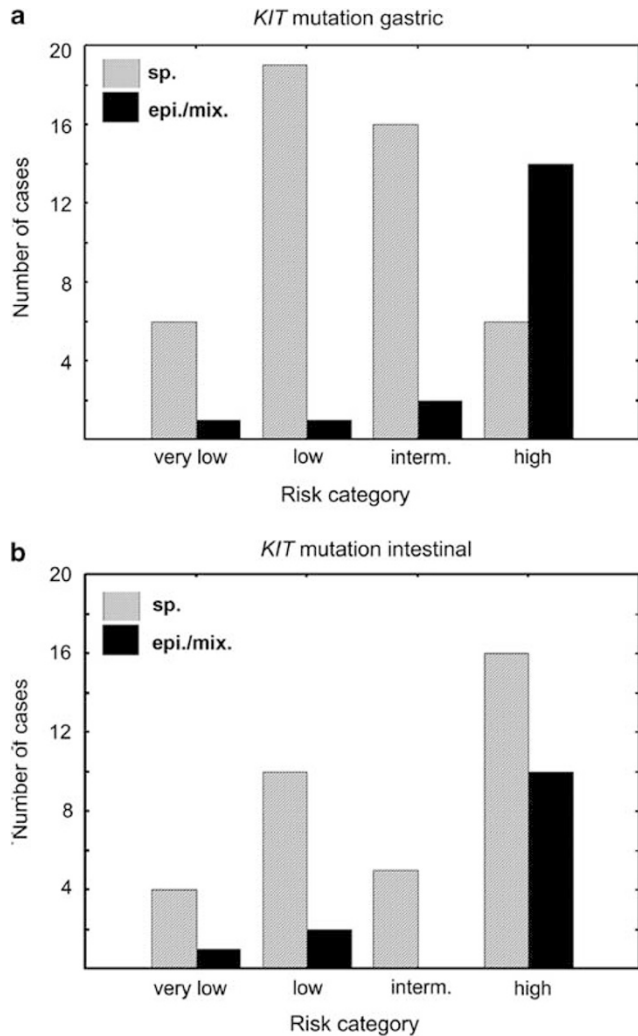 a
KIT mutation gastric
20
16
12
8
4
Number of cases
sp.
epi./mix.
very low
low
interm.
high
Risk category
b
KIT mutation intestinal
20
16
12
8
4
Number of cases
sp.
epi./mix.
very low
low
interm.
high
Risk category